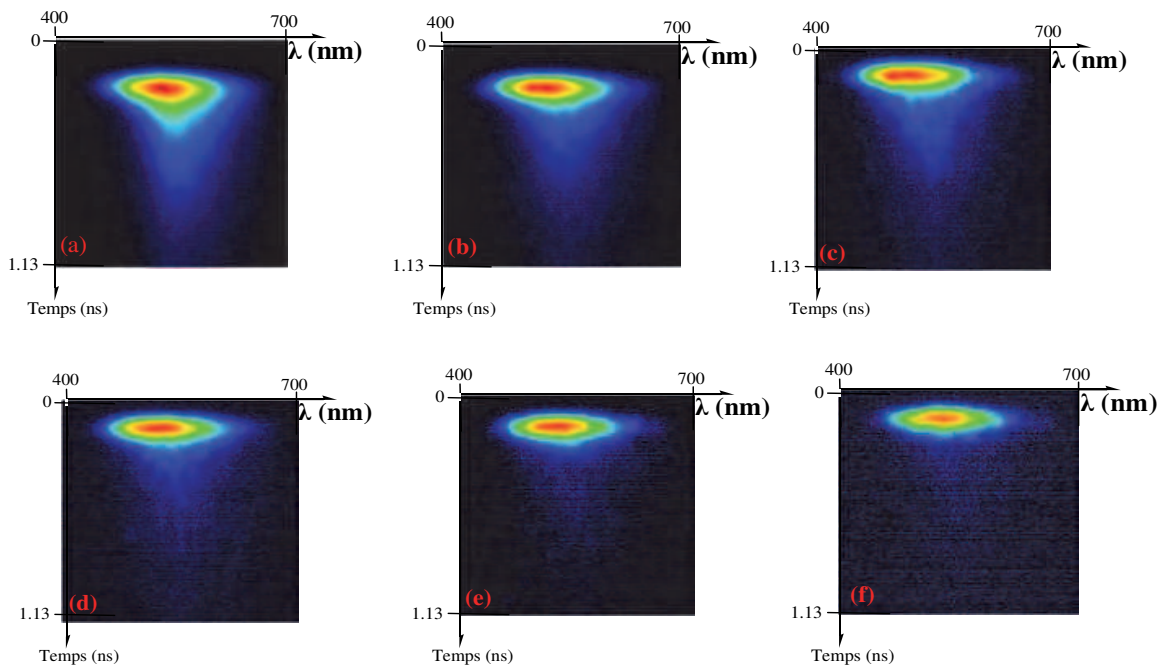 400 700
0 λ (nm)
(a)
1.13
Temps (ns)
400 700
0 λ (nm)
(b)
1.13
Temps (ns)
400 700
0 λ (nm)
(c)
1.13
Temps (ns)
400 700
0 λ (nm)
(d)
1.13
Temps (ns)
400 700
0 λ (nm)
(e)
1.13
Temps (ns)
400 700
0 λ (nm)
(f)
1.13
Temps (ns)